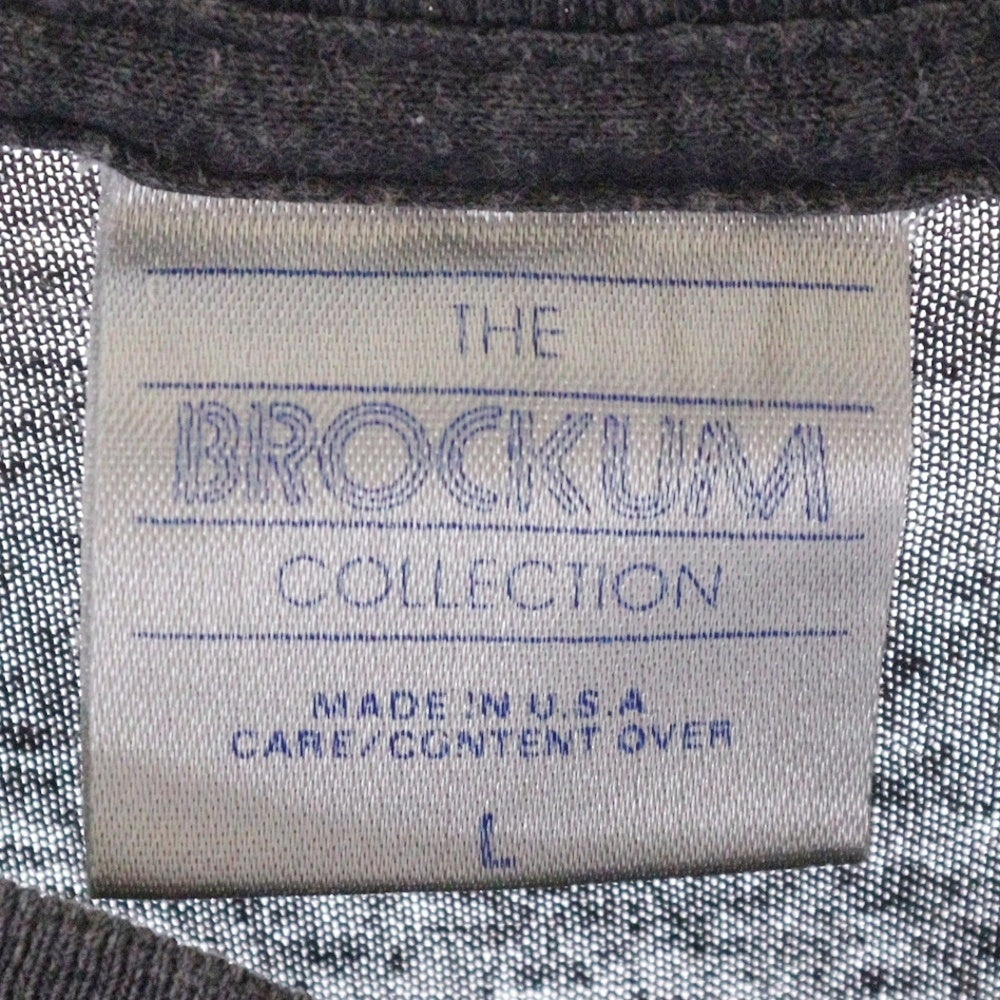 THE
BROCKUM
COLLECTION
MADE IN U.S.A
CARE/CONTENT OVER
L